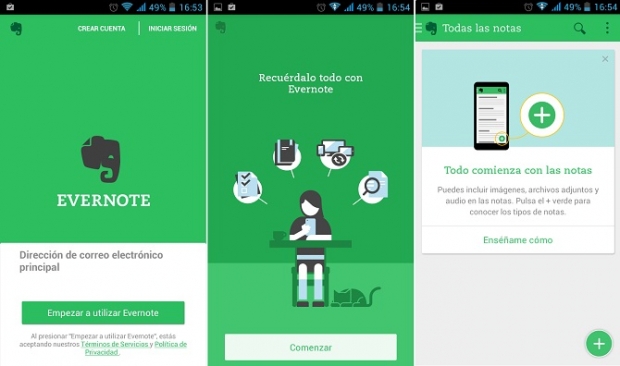 49% 16:53
CREAR CUENTA INICIAR SESIÓN
EVERNOTE
Dirección de correo electrónico
principal
Empezar a utilizar Evernote
Al presionar "Empezar a utilizar Evernote", estás
aceptando nuestros Términos de Servicios y Política de
Privacidad.
49% 16:54
Recuérdalo todo con
Evernote
Comenzar
49% 16:54
Todas las notas
Todo comienza con las notas
Puedes incluir imágenes, archivos adjuntos y
audio en las notas. Pulsa el + verde para
conocer los tipos de notas.
Enséñame cómo